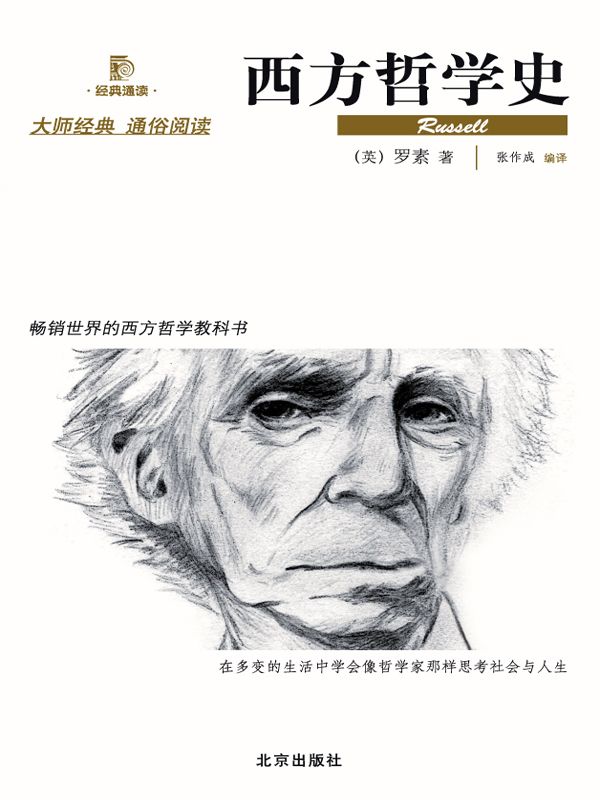 ·经典通读·
大师经典 通俗阅读
西方哲学史
Russell
（英）罗素 著
张作成 编译
畅销世界的西方哲学教科书
在多变的生活中学会像哲学家那样思考社会与人生
北京出版社